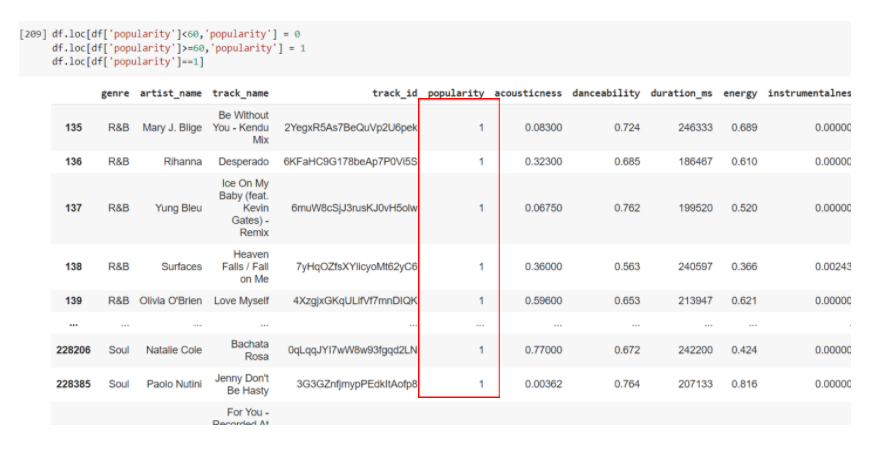 [209] df.loc[df['popularity']<60,'popularity'] = 0
df.loc[df['popularity']>=60,'popularity'] = 1
df.loc[df['popularity']==1]
genre artist_name track_name track_id popularity acousticness danceability duration_ms energy instrumentalnes
135 R&B Mary J. Blige Be Without You - Kendu Mix 2YegxR5As7BeQuVp2U6pek 1 0.08300 0.724 246333 0.689 0.00000
136 R&B Rihanna Desperado 6KFaHC9G178beAp7P0Vi5S 1 0.32300 0.685 186467 0.610 0.00000
137 R&B Yung Bleu Ice On My Baby (feat. Kevin Gates) - Remix 6muW8cSjJ3rusKJ0vH5olw 1 0.06750 0.762 199520 0.520 0.00000
138 R&B Surfaces Heaven Falls / Fall on Me 7yHqOZfsXYlicyoMt62yC6 1 0.36000 0.563 240597 0.366 0.00243
139 R&B Olivia O'Brien Love Myself 4XzgjxGKqULifVf7mnDIQK 1 0.59600 0.653 213947 0.621 0.00000
... ... ... ... ... ... ... ... ... ... .
228206 Soul Natalie Cole Bachata Rosa 0qLqqJYI7wW8w93fgqd2LN 1 0.77000 0.672 242200 0.424 0.00000
228385 Soul Paolo Nutini Jenny Don't Be Hasty 3G3GZnfjmypPEdkItAofp8 1 0.00362 0.764 207133 0.816 0.00000
For You - Recorded At